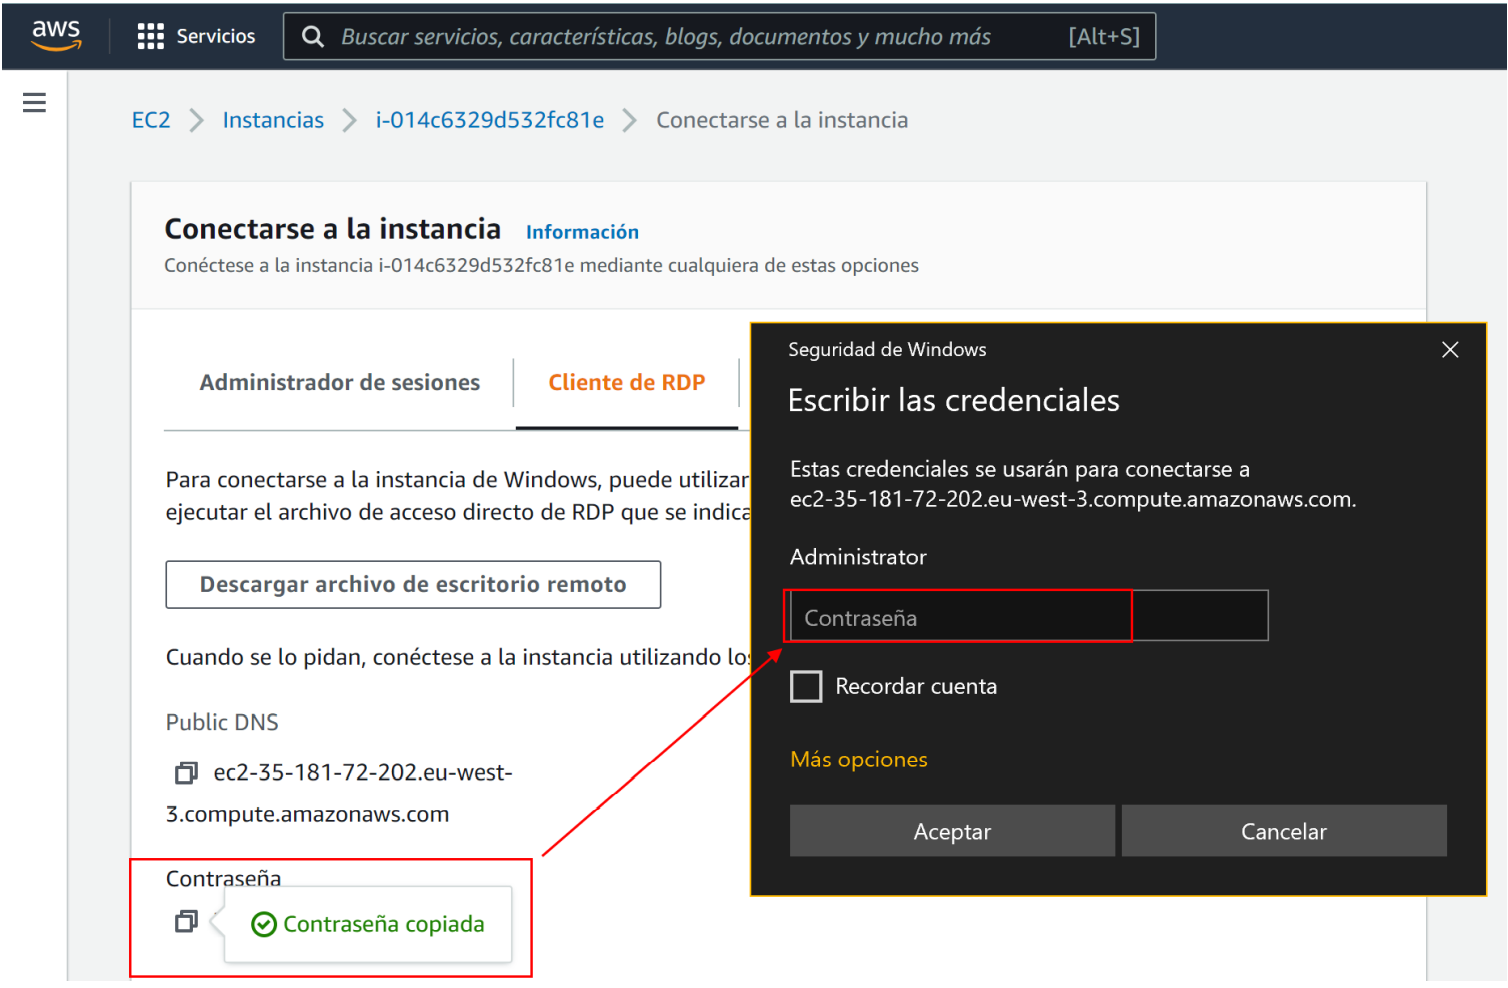 aws
Servicios
Buscar servicios, características, blogs, documentos y mucho más
[Alt+S]
EC2 > Instancias > i-014c6329d532fc81e > Conectarse a la instancia
Conectarse a la instancia Información
Conéctese a la instancia i-014c6329d532fc81e mediante cualquiera de estas opciones
Administrador de sesiones
Cliente de RDP
Para conectarse a la instancia de Windows, puede utilizar
ejecutar el archivo de acceso directo de RDP que se indica
Descargar archivo de escritorio remoto
Cuando se lo pidan, conéctese a la instancia utilizando los
Public DNS
ec2-35-181-72-202.eu-west-
3.compute.amazonaws.com
Contraseña
Contraseña copiada
Seguridad de Windows
Escribir las credenciales
Estas credenciales se usarán para conectarse a
ec2-35-181-72-202.eu-west-3.compute.amazonaws.com.
Administrator
Contraseña
Recordar cuenta
Más opciones
Aceptar
Cancelar